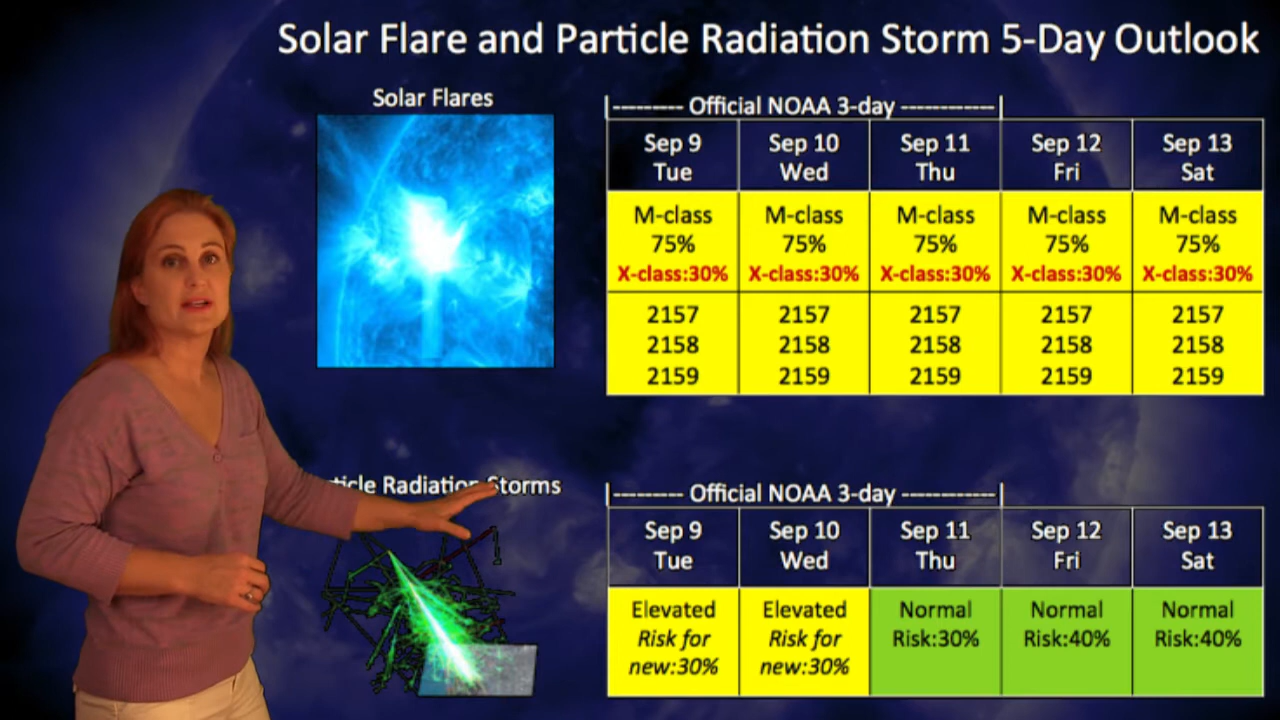 Solar Flare and Particle Radiation Storm 5-Day Outlook
Solar Flares
|--------- Official NOAA 3-day ------------|
Sep 9 Sep 10 Sep 11 Sep 12 Sep 13
Tue Wed Thu Fri Sat
M-class M-class M-class M-class M-class
75% 75% 75% 75% 75%
X-class:30% X-class:30% X-class:30% X-class:30% X-class:30%
2157 2157 2157 2157 2157
2158 2158 2158 2158 2158
2159 2159 2159 2159 2159
ticle Radiation Storms
|--------- Official NOAA 3-day ------------|
Sep 9 Sep 10 Sep 11 Sep 12 Sep 13
Tue Wed Thu Fri Sat
Elevated Elevated Normal Normal Normal
Risk for Risk for Risk:30% Risk:40% Risk:40%
new:30% new:30%